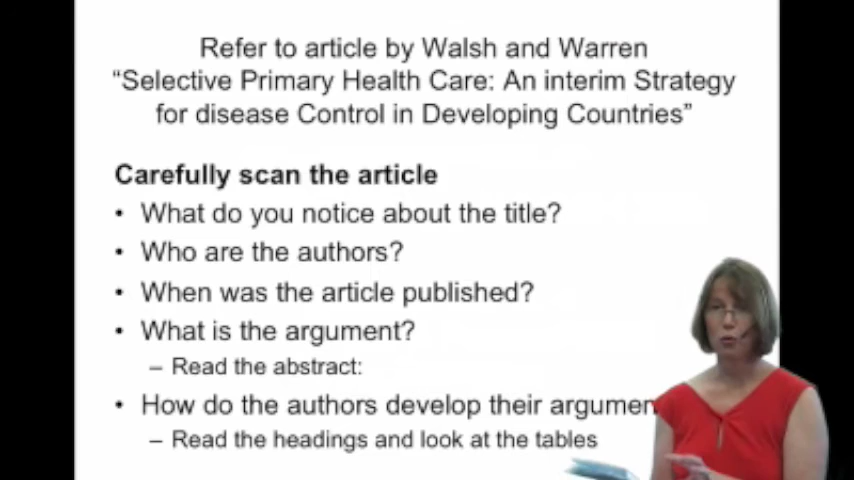 Refer to article by Walsh and Warren
“Selective Primary Health Care: An interim Strategy
for disease Control in Developing Countries”
Carefully scan the article
• What do you notice about the title?
• Who are the authors?
• When was the article published?
• What is the argument?
– Read the abstract:
• How do the authors develop their argumen
– Read the headings and look at the tables